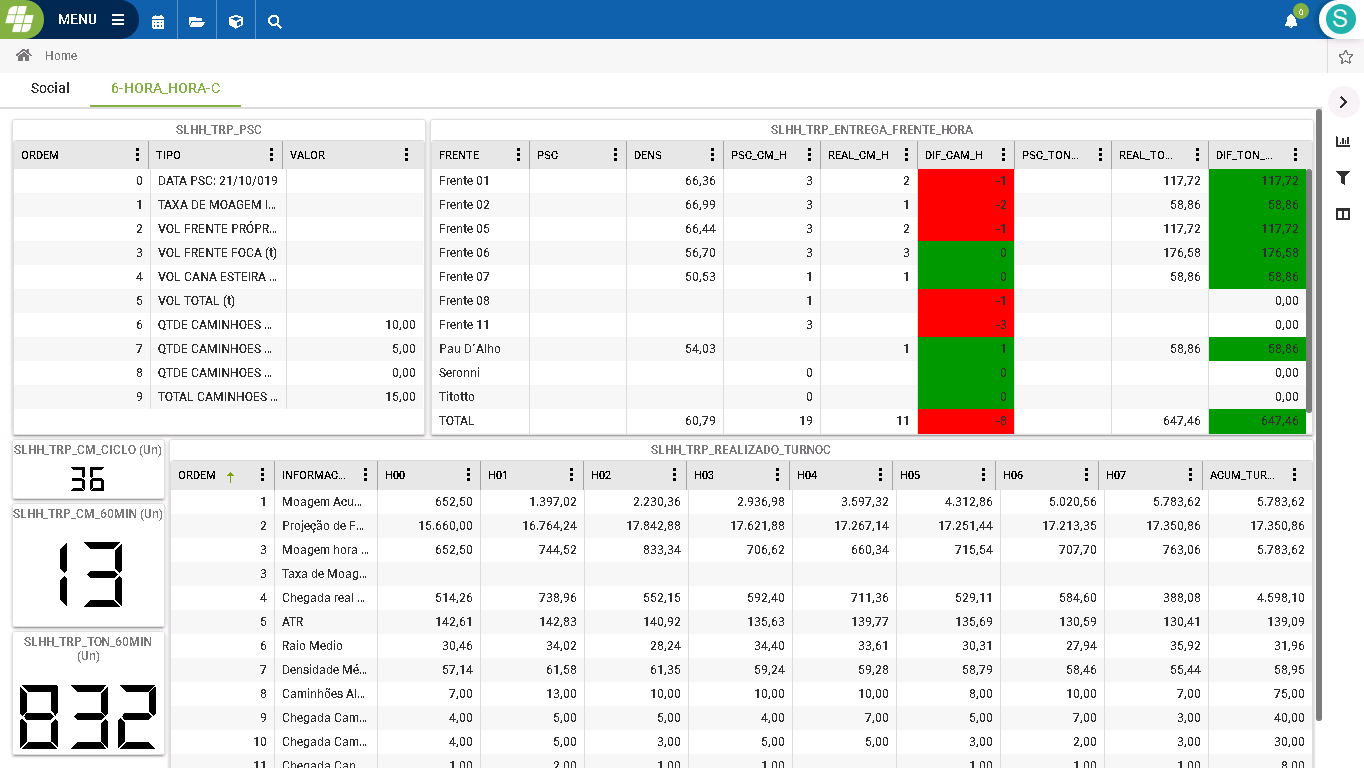 MENU
0
S
Home
Social 6-HORA_HORA-C
SLHH_TRP_PSC
ORDEM TIPO VALOR
0 DATA PSC: 21/10/019
1 TAXA DE MOAGEM I...
2 VOL FRENTE PRÓPR...
3 VOL FRENTE FOCA (t)
4 VOL CANA ESTEIRA ...
5 VOL TOTAL (t)
6 QTDE CAMINHOES ... 10,00
7 QTDE CAMINHOES ... 5,00
8 QTDE CAMINHOES ... 0,00
9 TOTAL CAMINHOES ... 15,00
SLHH_TRP_ENTREGA_FRENTE_HORA
FRENTE PSC DENS PSC_CM_H REAL_CM_H DIF_CAM_H PSC_TON... REAL_TO... DIF_TON_...
Frente 01 66,36 3 2 -1 117,72 117,72
Frente 02 66,99 3 1 -2 58,86 58,86
Frente 05 66,44 3 2 -1 117,72 117,72
Frente 06 56,70 3 3 0 176,58 176,58
Frente 07 50,53 1 1 0 58,86 58,86
Frente 08 1 -1 0,00
Frente 11 3 -3 0,00
Pau D´Alho 54,03 1 1 58,86 58,86
Seronni 0 0 0,00
Titotto 0 0 0,00
TOTAL 60,79 19 11 -8 647,46 647,46
SLHH_TRP_CM_CICLO (Un)
36
SLHH_TRP_CM_60MIN (Un)
13
SLHH_TRP_TON_60MIN
(Un)
832
SLHH_TRP_REALIZADO_TURNOC
ORDEM INFORMAC... H00 H01 H02 H03 H04 H05 H06 H07 ACUM_TUR...
1 Moagem Acu... 652,50 1.397,02 2.230,36 2.936,98 3.597,32 4.312,86 5.020,56 5.783,62 5.783,62
2 Projeção de F... 15.660,00 16.764,24 17.842,88 17.621,88 17.267,14 17.251,44 17.213,35 17.350,86 17.350,86
3 Moagem hora ... 652,50 744,52 833,34 706,62 660,34 715,54 707,70 763,06 5.783,62
3 Taxa de Moag...
4 Chegada real ... 514,26 738,96 552,15 592,40 711,36 529,11 584,60 388,08 4.598,10
5 ATR 142,61 142,83 140,92 135,63 139,77 135,69 130,59 130,41 139,09
6 Raio Medio 30,46 34,02 28,24 34,40 33,61 30,31 27,94 35,92 31,96
7 Densidade Mé... 57,14 61,58 61,35 59,24 59,28 58,79 58,46 55,44 58,95
8 Caminhões Al... 7,00 13,00 10,00 10,00 10,00 8,00 10,00 7,00 75,00
9 Chegada Cam... 4,00 5,00 5,00 4,00 7,00 5,00 7,00 3,00 40,00
10 Chegada Cam... 4,00 5,00 3,00 5,00 5,00 3,00 2,00 3,00 30,00
11 Chegada Can... 1,00 2,00 1,00 1,00 1,00 1,00 1,00 8,00